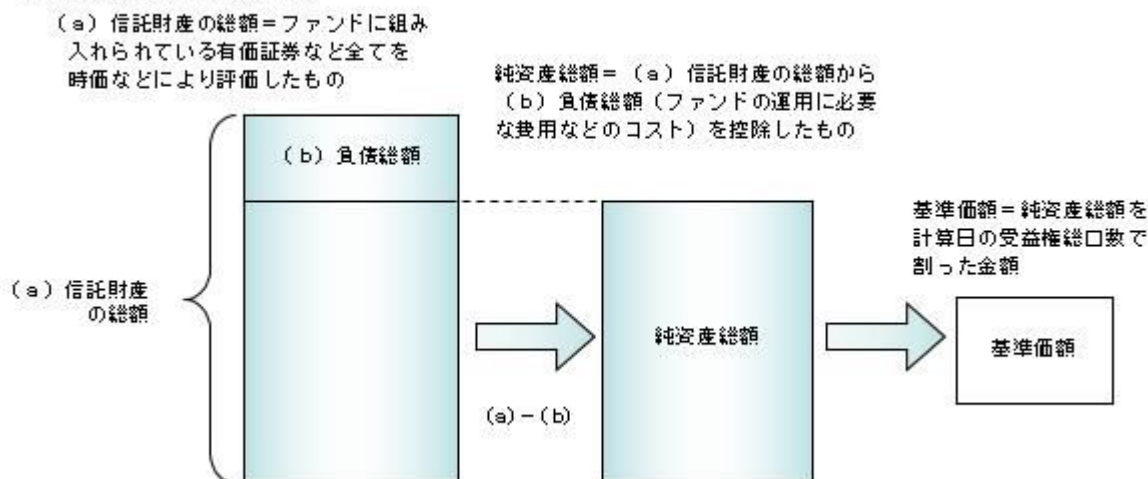 (a) 信託財産の総額＝ファンドに組み
入れられている有価証券など全てを
時価などにより評価したもの
純資産総額＝(a) 信託財産の総額から
(b) 負債総額（ファンドの運用に必要
な費用などのコスト）を控除したもの
(b) 負債総額
基準価額＝純資産総額を
計算日の受益権総口数で
割った金額
(a) 信託財産
の総額
純資産総額
基準価額
(a)－(b)